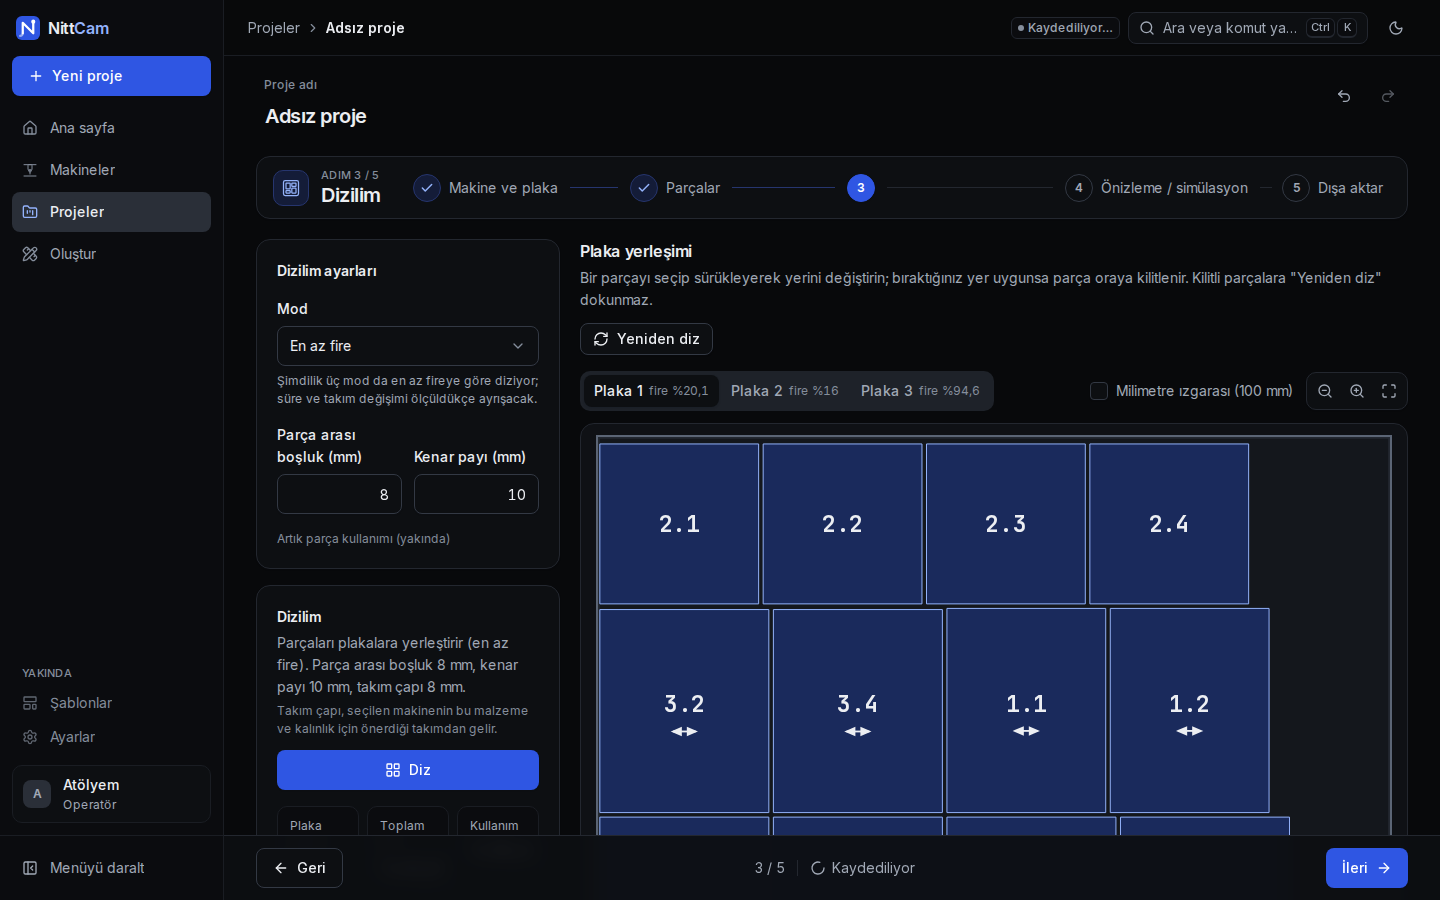 NittCam
Yeni proje
Ana sayfa
Makineler
Projeler
Oluştur
YAKINDA
Şablonlar
Ayarlar
A
Atölyem
Operatör
Menüyü daralt
Projeler > Adsız proje
Kaydediliyor...
Ara veya komut ya...
Ctrl K
Proje adı
Adsız proje
ADIM 3 / 5
Dizilim
Makine ve plaka
Parçalar
3
4 Önizleme / simülasyon
5 Dışa aktar
Dizilim ayarları
Mod
En az fire
Şimdilik üç mod da en az fireye göre diziyor;
süre ve takım değişimi ölçüldükçe ayrışacak.
Parça arası
boşluk (mm)
Kenar payı (mm)
8
10
Artık parça kullanımı (yakında)
Dizilim
Parçaları plakalara yerleştirir (en az
fire). Parça arası boşluk 8 mm, kenar
payı 10 mm, takım çapı 8 mm.
Takım çapı, seçilen makinenin bu malzeme
ve kalınlık için önerdiği takımdan gelir.
Diz
Plaka
Toplam
Kullanım
Plaka yerleşimi
Bir parçayı seçip sürükleyerek yerini değiştirin; bıraktığınız yer uygunsa parça oraya kilitlenir. Kilitli parçalara "Yeniden diz"
dokunmaz.
Yeniden diz
Plaka 1 fire %20,1
Plaka 2 fire %16
Plaka 3 fire %94,6
Milimetre ızgarası (100 mm)
2.1
2.2
2.3
2.4
3.2
3.4
1.1
1.2
Geri
3 / 5
Kaydediliyor
İleri